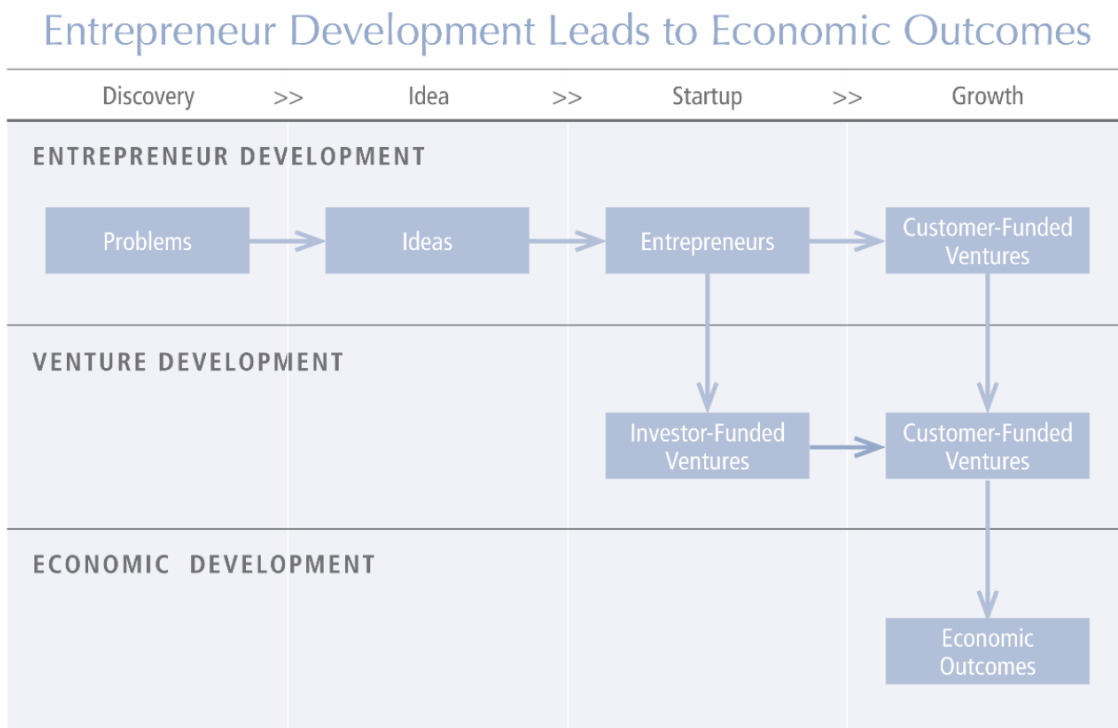 Entrepreneur Development Leads to Economic Outcomes
Discovery >> Idea >> Startup >> Growth
ENTREPRENEUR DEVELOPMENT
Problems
Ideas
Entrepreneurs
Customer-Funded
Ventures
VENTURE DEVELOPMENT
Investor-Funded
Ventures
Customer-Funded
Ventures
ECONOMIC DEVELOPMENT
Economic
Outcomes